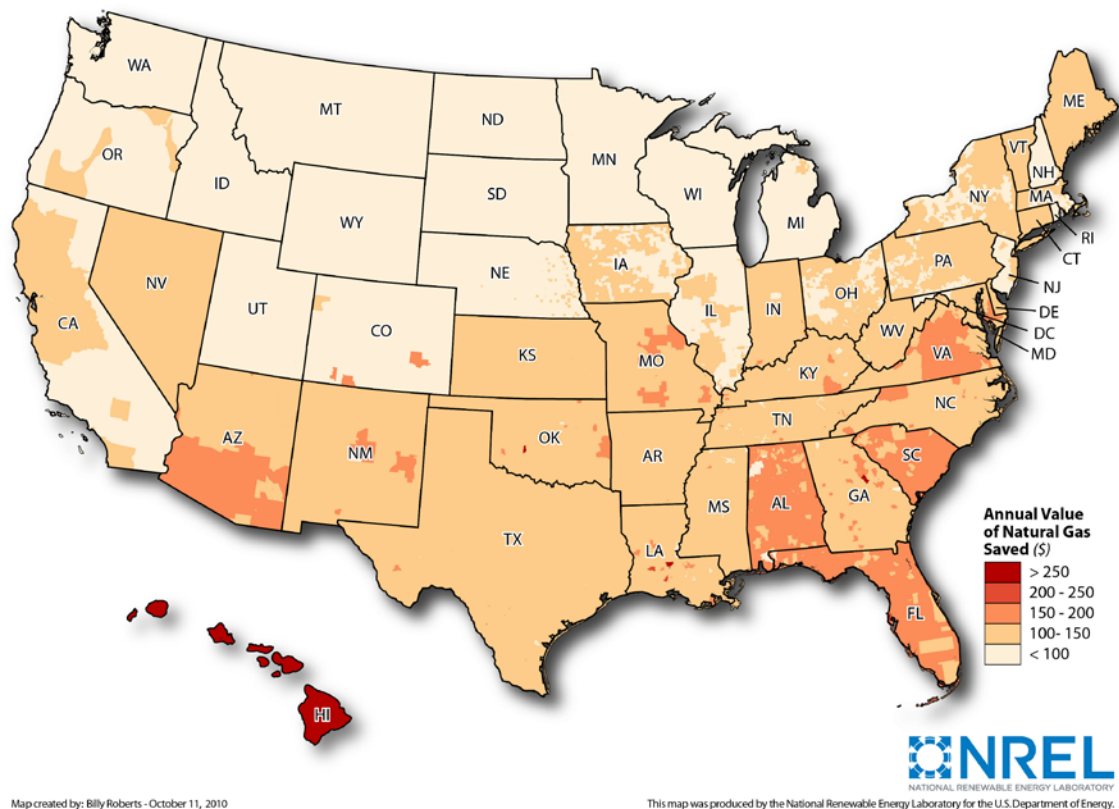 WA
MT
ND
MN
ME
OR
ID
SD
WI
MI
VT
NH
NY
MA
WY
RI
CT
NE
IA
PA
NV
UT
CO
IL
IN
OH
NJ
DE
DC
MD
CA
KS
MO
WV
VA
KY
NC
AZ
NM
OK
TN
AR
SC
MS
AL
GA
TX
LA
FL
HI
Annual Value
of Natural Gas
Saved ($)
> 250
200 - 250
150 - 200
100- 150
< 100
NREL
NATIONAL RENEWABLE ENERGY LABORATORY
Map created by: Billy Roberts - October 11, 2010
This map was produced by the National Renewable Energy Laboratory for the U.S. Department of Energy.